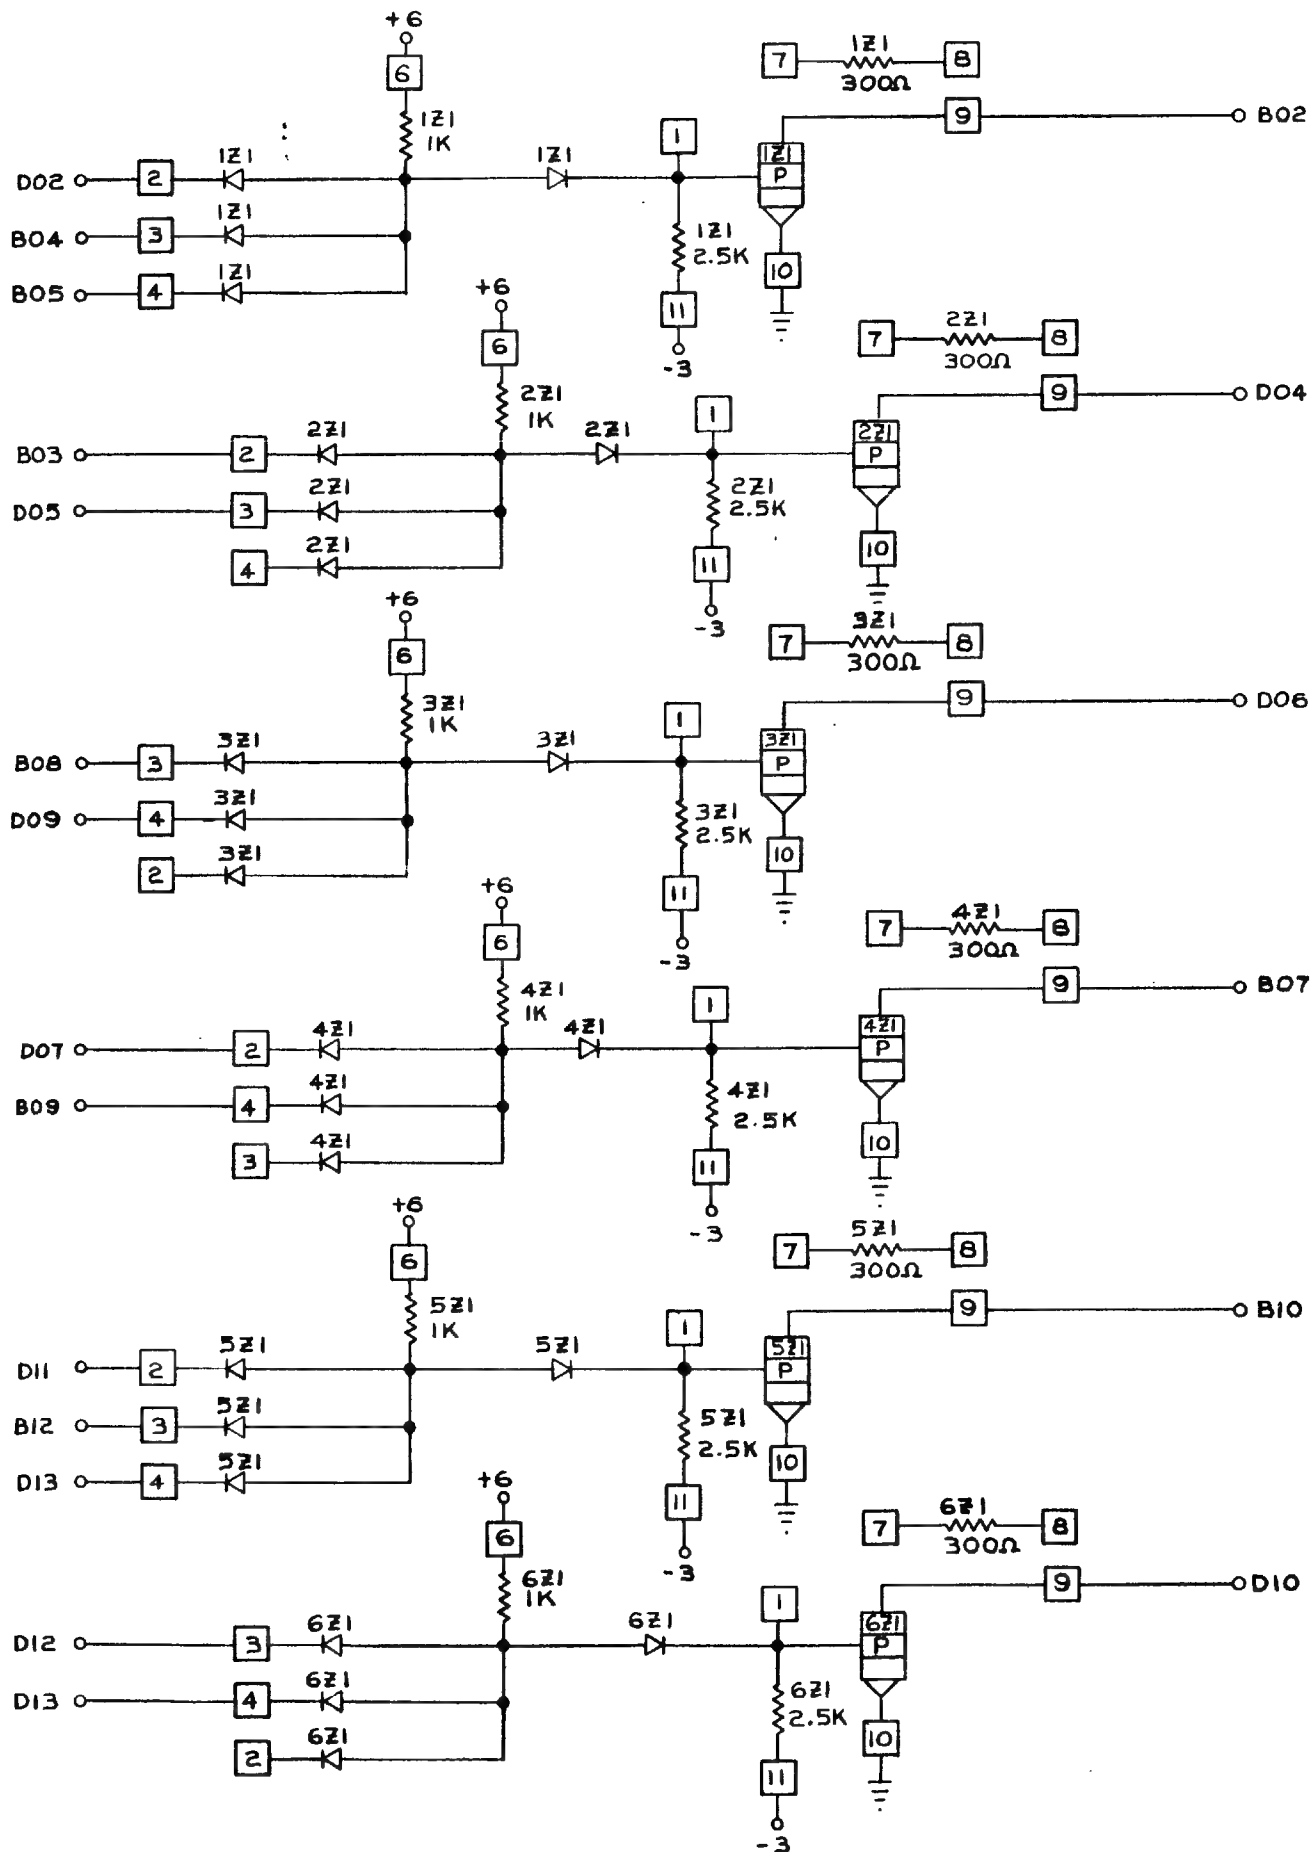 +6
6
1Z1
1K
D02 2 1Z1 1Z1 1 1Z1 P
B04 3 1Z1
B05 4 1Z1
1Z1
2.5K
11
-3
10
7 1Z1 8
300Ω
9 B02
+6
6
2Z1
1K
B03 2 2Z1 2Z1 1 2Z1 P
D05 3 2Z1
4 2Z1
2Z1
2.5K
11
-3
10
7 2Z1 8
300Ω
9 D04
+6
6
3Z1
1K
B08 3 3Z1 3Z1 1 3Z1 P
D09 4 3Z1
2 3Z1
3Z1
2.5K
11
-3
10
7 3Z1 8
300Ω
9 D06
+6
6
4Z1
1K
D07 2 4Z1 4Z1 1 4Z1 P
B09 4 4Z1
3 4Z1
4Z1
2.5K
11
-3
10
7 4Z1 8
300Ω
9 B07
+6
6
5Z1
1K
D11 2 5Z1 5Z1 1 5Z1 P
B12 3 5Z1
D13 4 5Z1
5Z1
2.5K
11
-3
10
7 5Z1 8
300Ω
9 B10
+6
6
6Z1
1K
D12 3 6Z1 6Z1 1 6Z1 P
D13 4 6Z1
2 6Z1
6Z1
2.5K
11
-3
10
7 6Z1 8
300Ω
9 D10